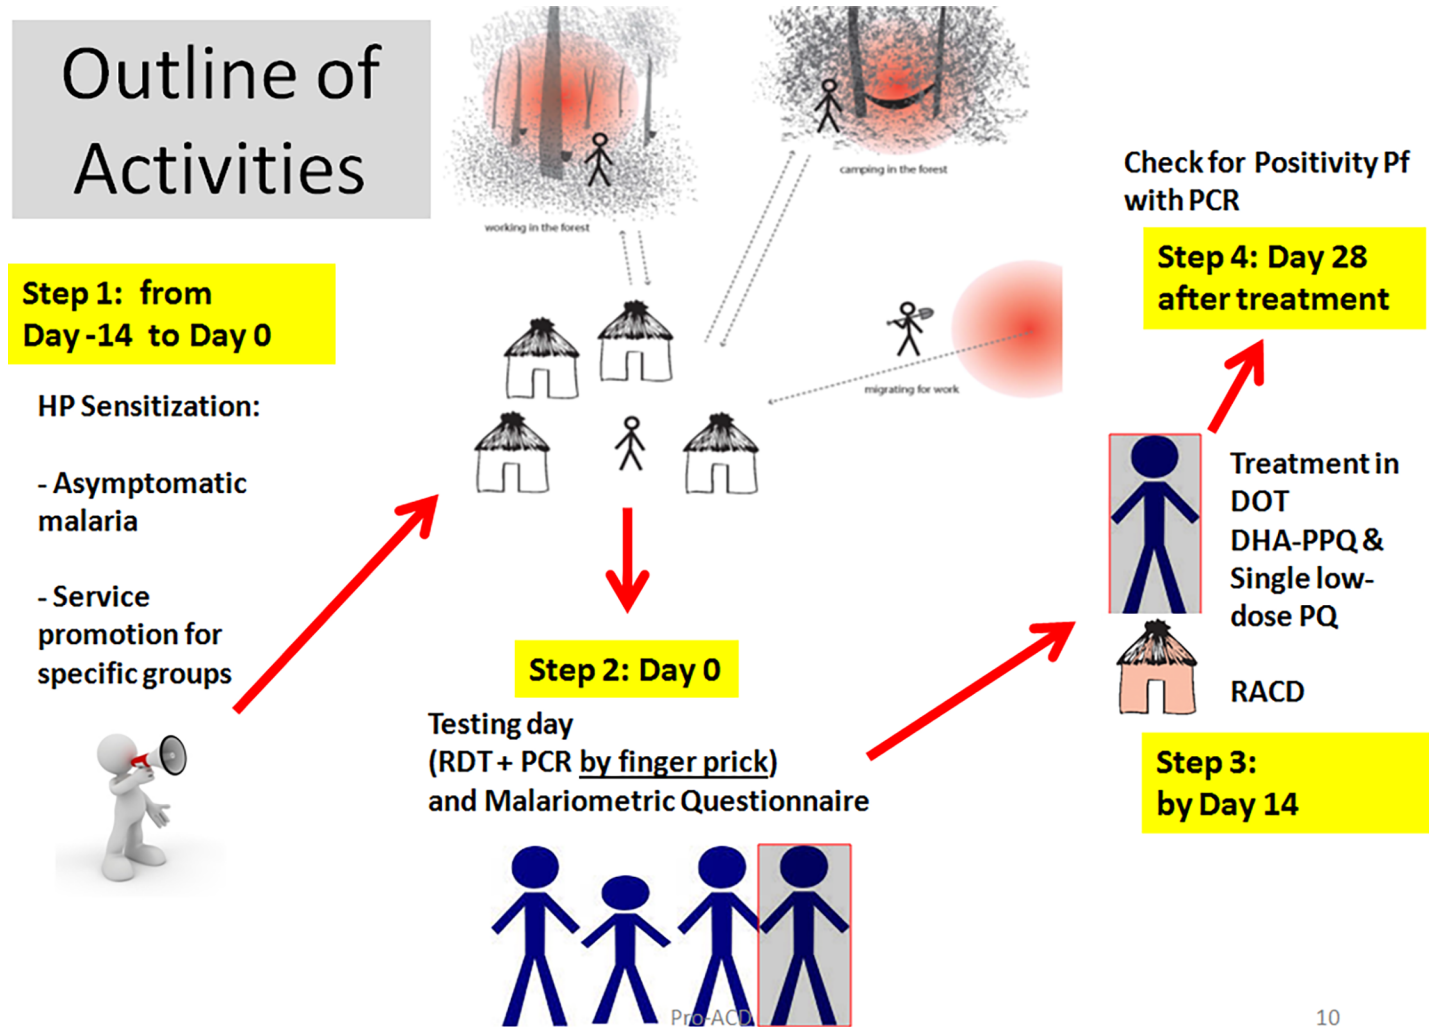 Outline of
Activities
Step 1:  from
Day -14  to Day 0
HP Sensitization:
- Asymptomatic
malaria
- Service
promotion for
specific groups
working in the forest
camping in the forest
migrating for work
Step 2: Day 0
Testing day
(RDT + PCR by finger prick)
and Malariometric Questionnaire
Check for Positivity Pf
with PCR
Step 4: Day 28
after treatment
Treatment in
DOT
DHA-PPQ &
Single low-
dose PQ
RACD
Step 3:
by Day 14
Pro-ACD
10